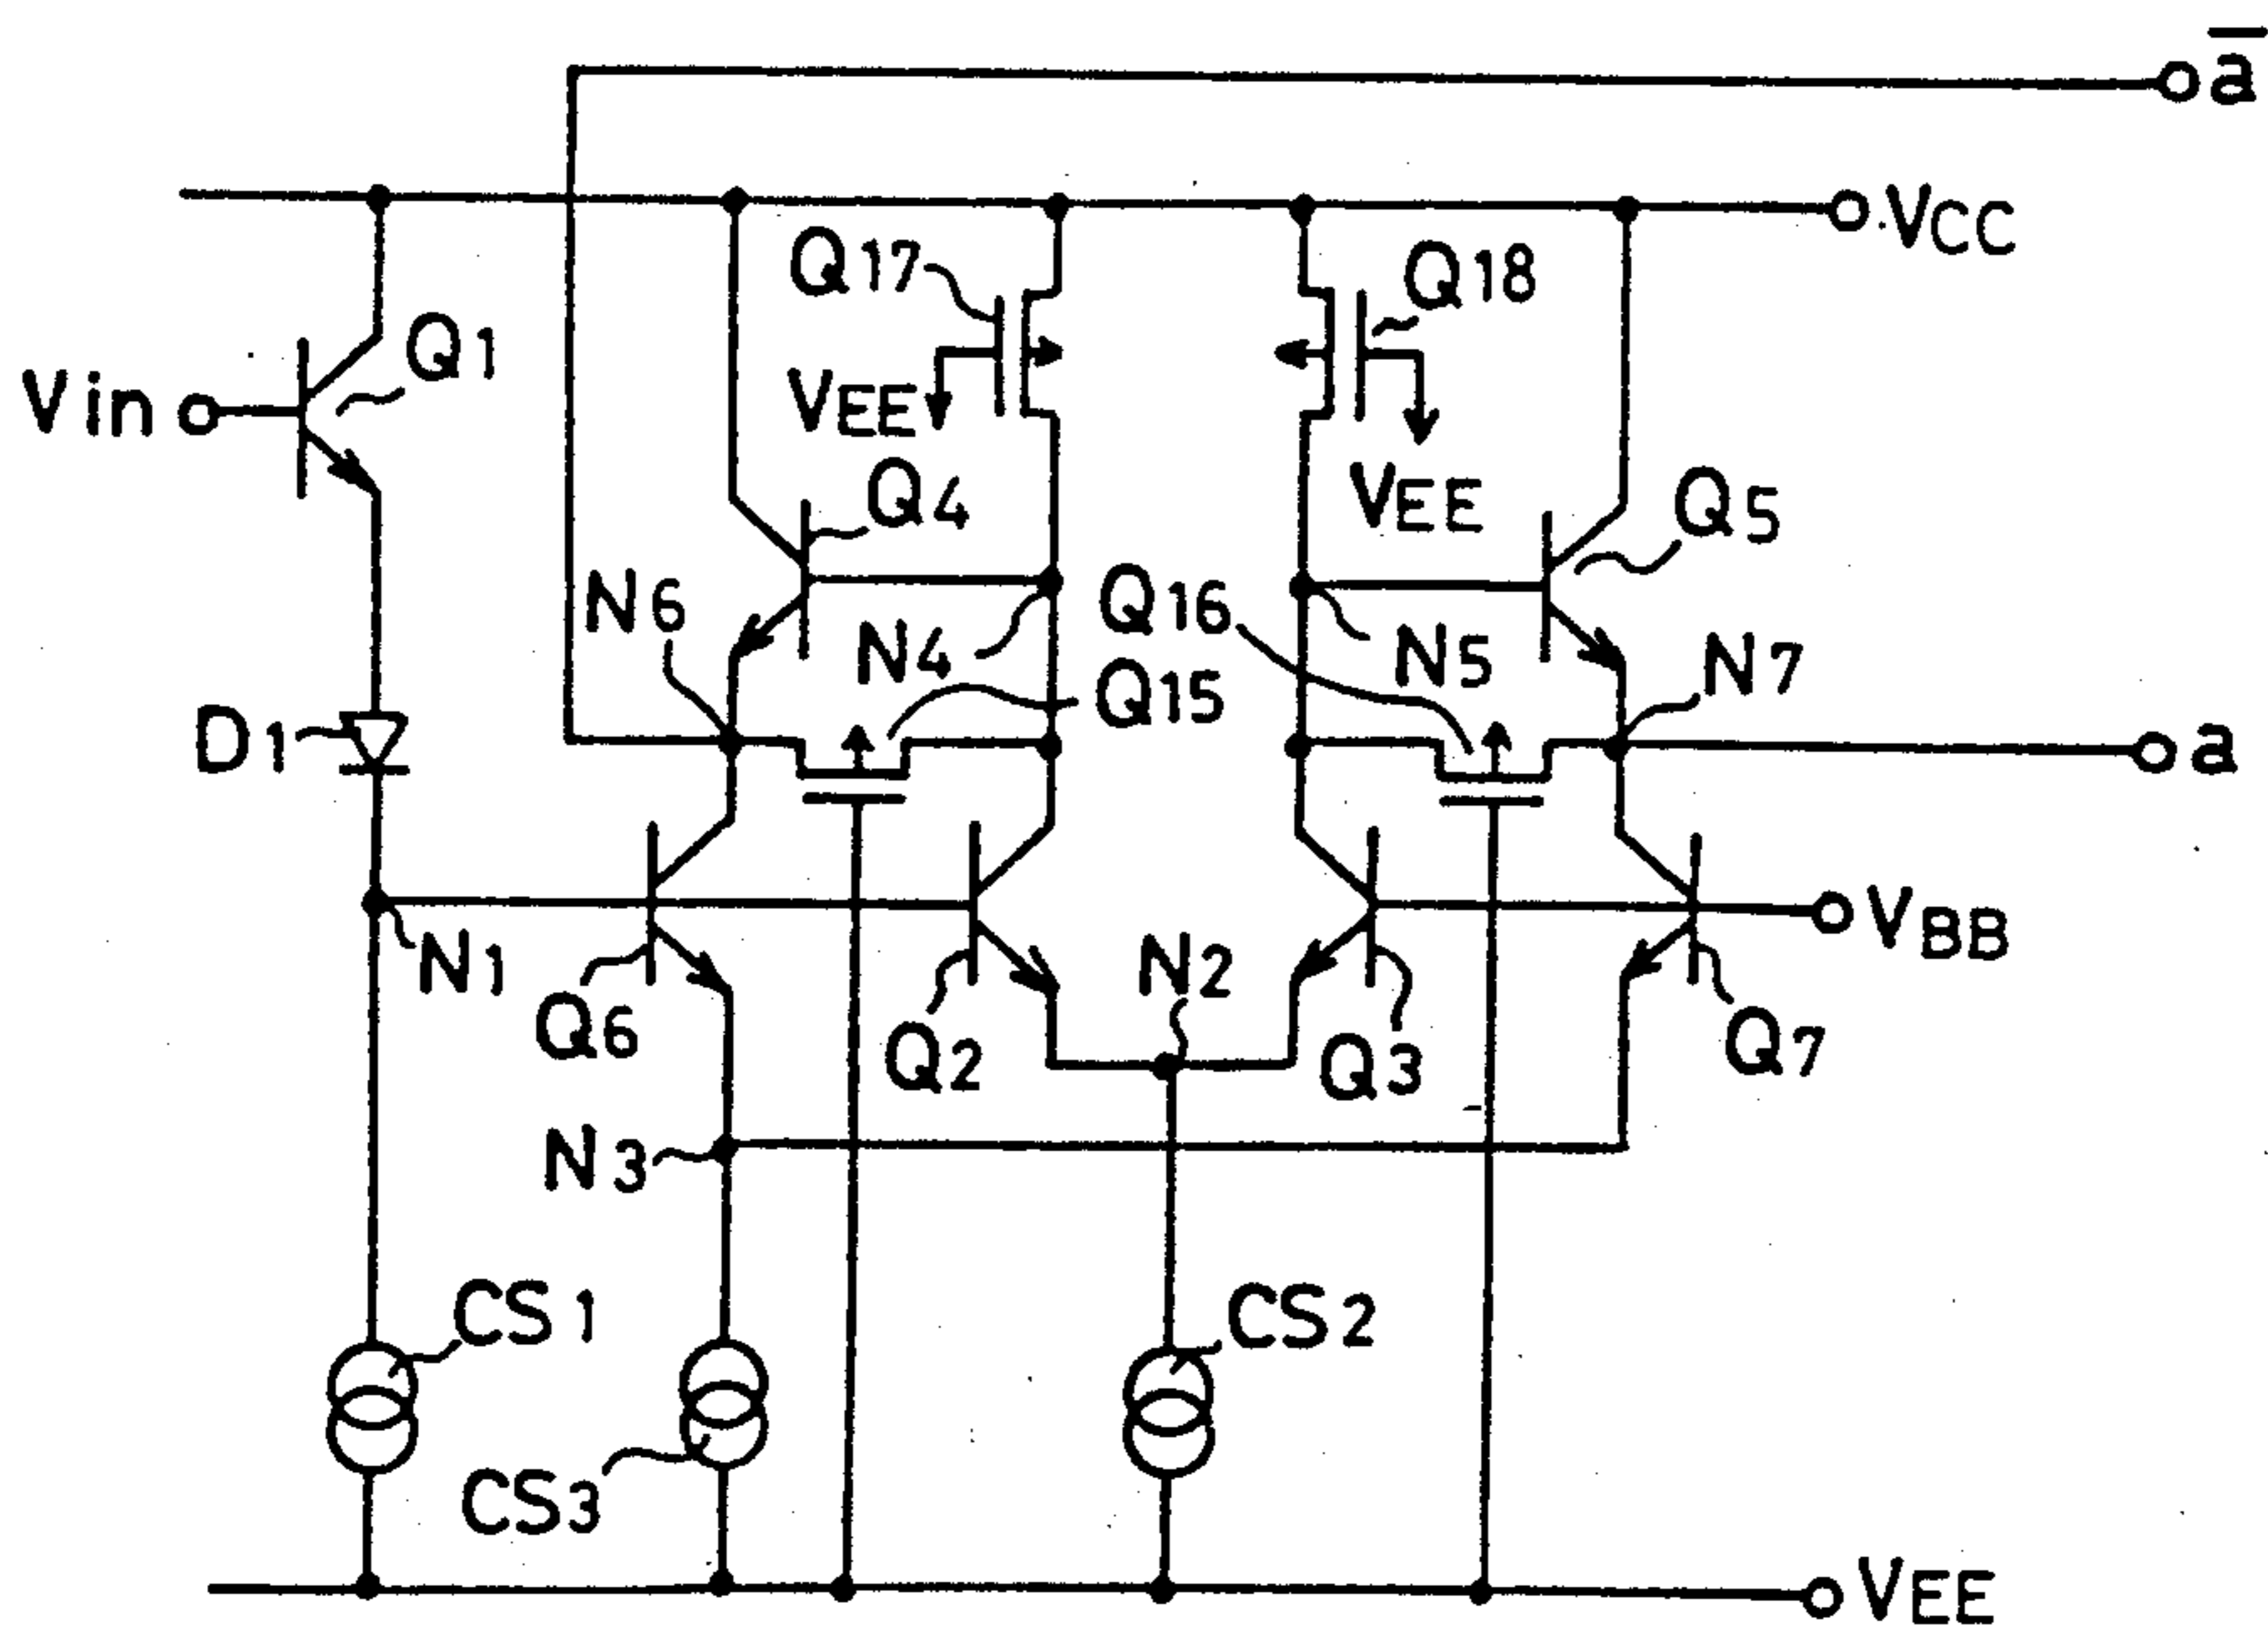 a̅
VCC
Q17
Q18
Q1
Vin
VEE
Q4
VEE
Q5
N6
N4
Q16
N5
N7
Q15
D1
a
N1
N2
VBB
Q6
Q2
Q3
Q7
N3
CS1
CS2
CS3
VEE